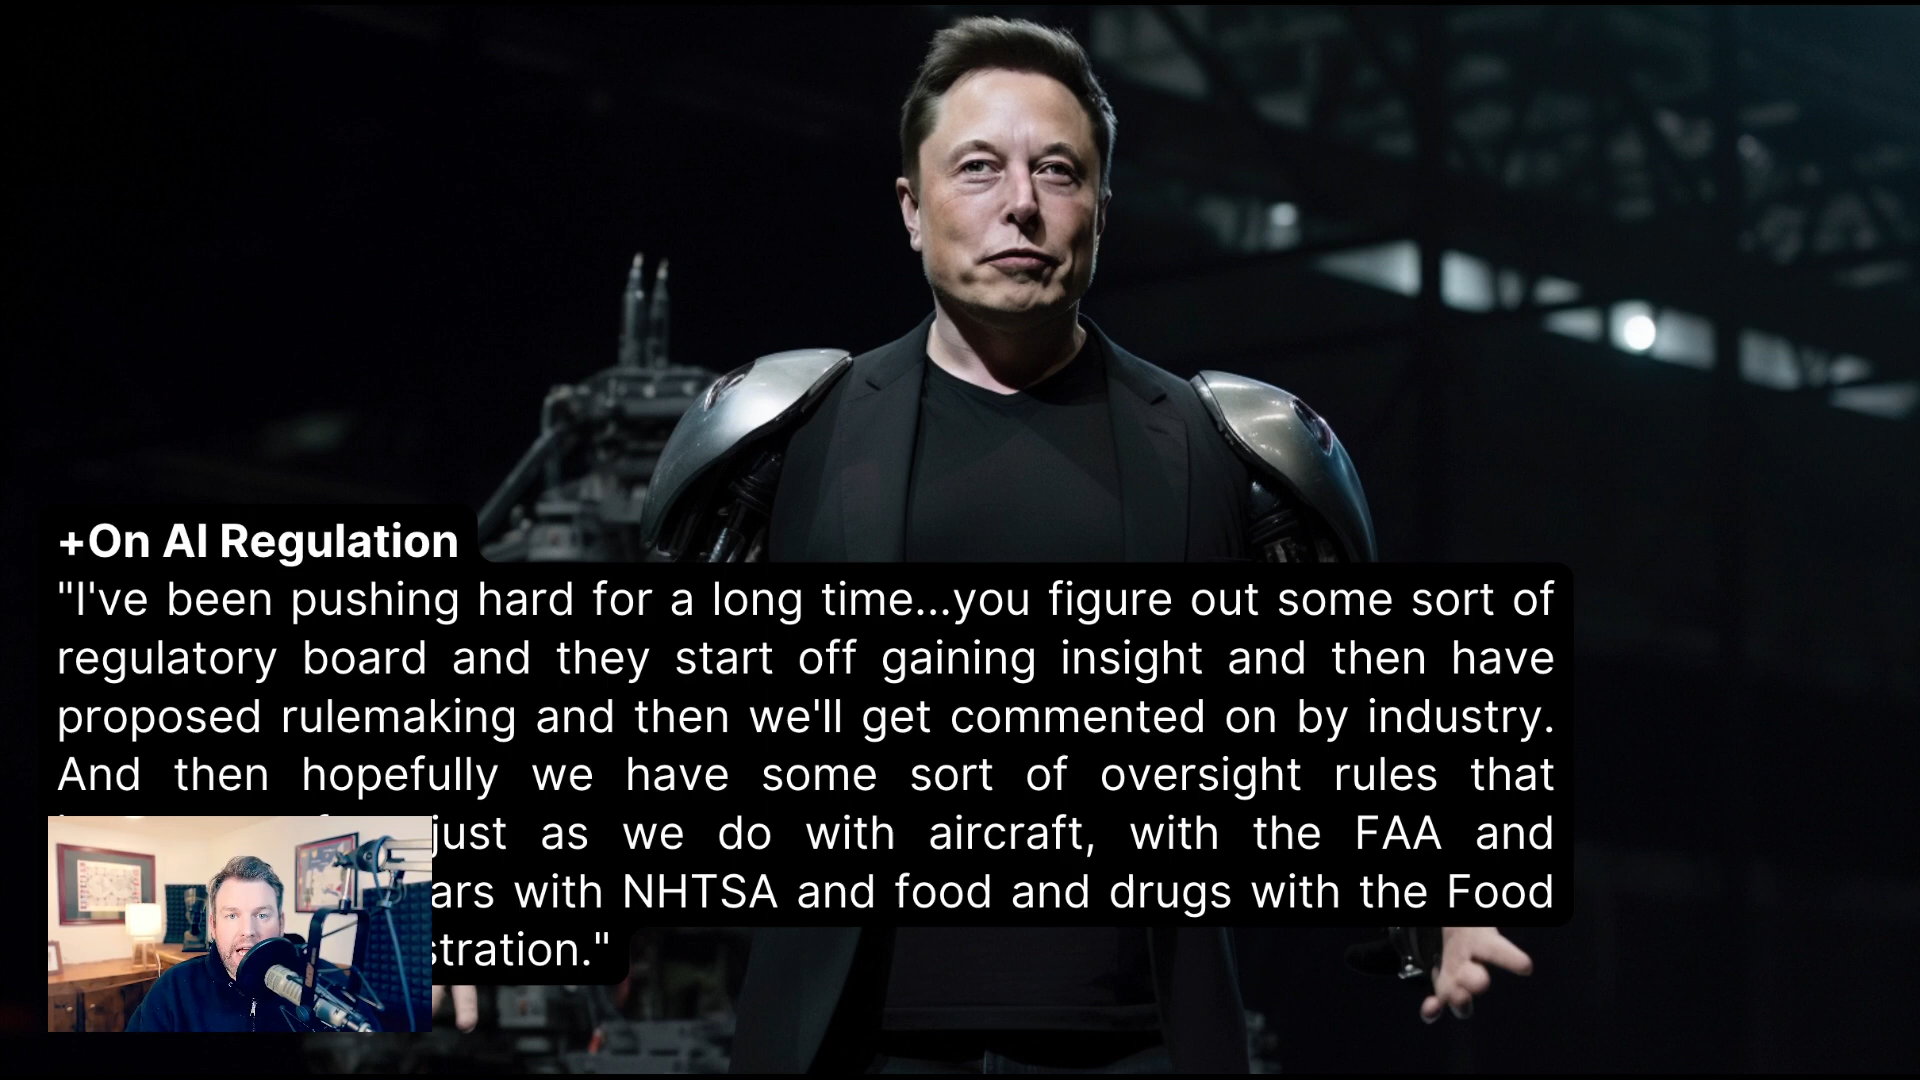 +On AI Regulation
"I've been pushing hard for a long time...you figure out some sort of
regulatory board and they start off gaining insight and then have
proposed rulemaking and then we'll get commented on by industry.
And then hopefully we have some sort of oversight rules that
just as we do with aircraft, with the FAA and
with NHTSA and food and drugs with the Food